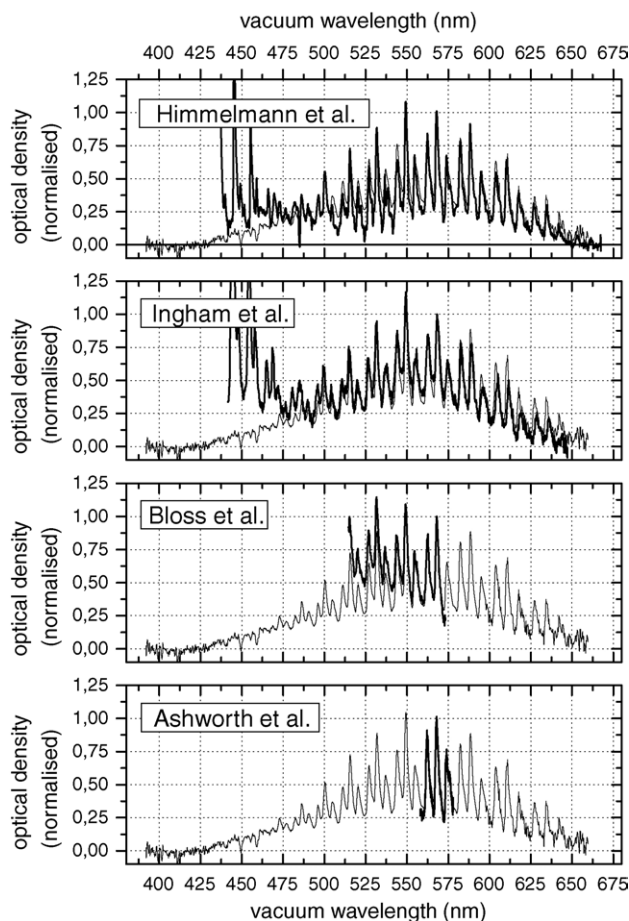 vacuum wavelength (nm)
400 425 450 475 500 525 550 575 600 625 650 675
1,25
1,00
0,75
0,50
0,25
0,00
optical density
(normalised)
Himmelmann et al.
1,25
1,00
0,75
0,50
0,25
0,00
optical density
(normalised)
Ingham et al.
1,25
1,00
0,75
0,50
0,25
0,00
optical density
(normalised)
Bloss et al.
1,25
1,00
0,75
0,50
0,25
0,00
optical density
(normalised)
Ashworth et al.
400 425 450 475 500 525 550 575 600 625 650 675
vacuum wavelength (nm)